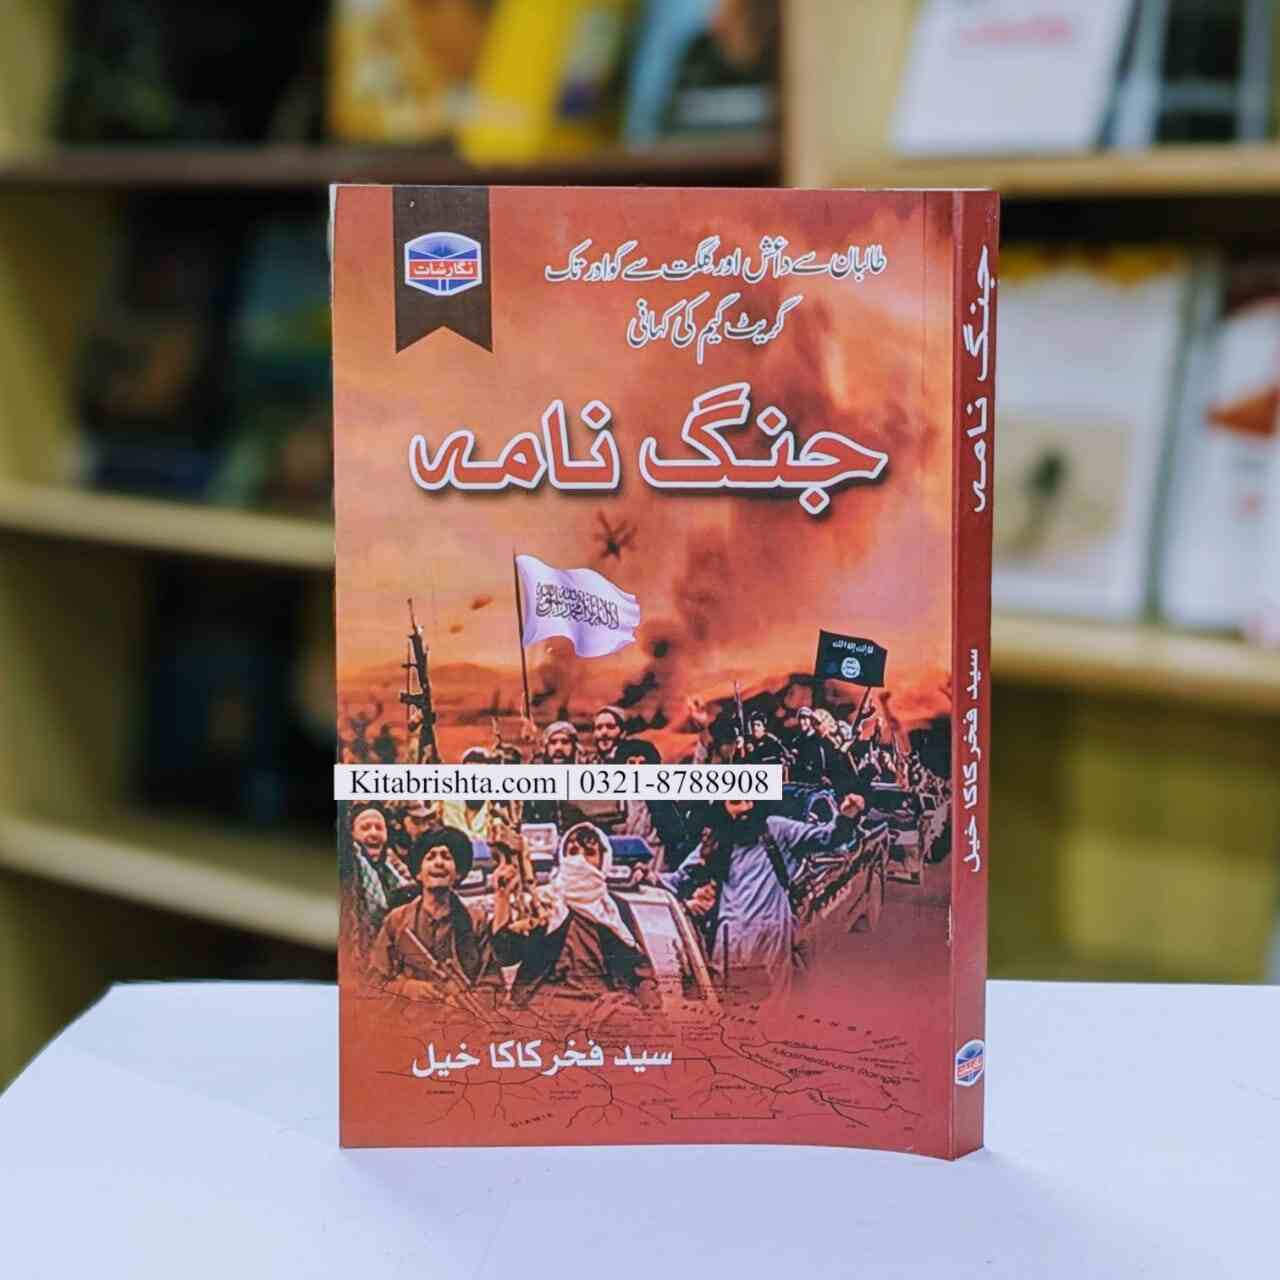 نگارشات
طالبان سے داعش اور گلگت سے گوادر تک
گریٹ گیم کی کہانی
جنگ نامہ
Kitabrishta.com | 0321-8788908
سید فخر کاکا خیل
جنگ نامہ
سید فخر کاکا خیل
نگارشات